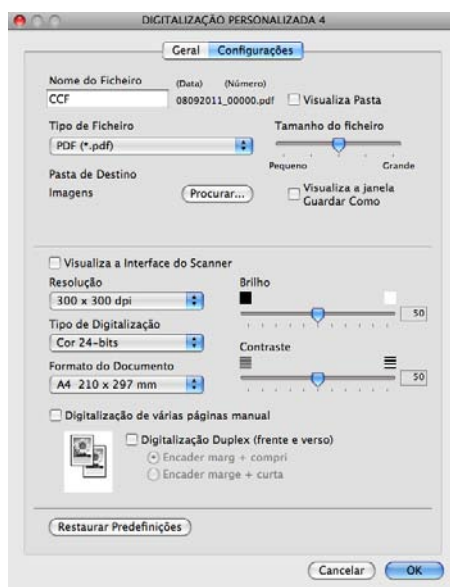 DIGITALIZAÇÃO PERSONALIZADA 4
Geral Configurações
Nome do Ficheiro (Data) (Número)
CCF 08092011_00000.pdf Visualiza Pasta
Tipo de Ficheiro Tamanho do ficheiro
PDF (*.pdf)
Pequeno Grande
Pasta de Destino
Imagens Procurar... Visualiza a janela
Guardar Como
Visualiza a Interface do Scanner
Resolução Brilho
300 x 300 dpi
50
Tipo de Digitalização
Cor 24-bits
Contraste
Formato do Documento
A4 210 x 297 mm 50
Digitalização de várias páginas manual
Digitalização Duplex (frente e verso)
Encader marg + compri
Encader marge + curta
Restaurar Predefinições
Cancelar OK